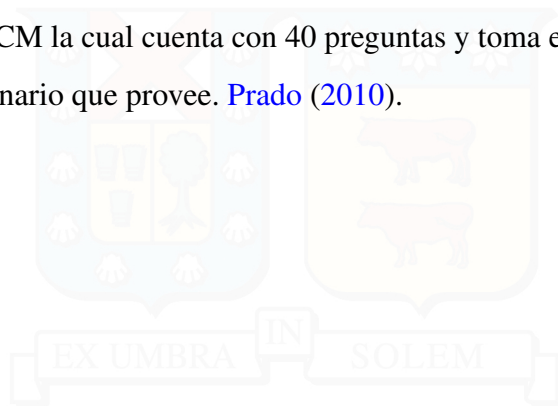 CM la cual cuenta con 40 preguntas y toma e
nario que provee. Prado (2010).
IN
EX UMBRA SOLEM